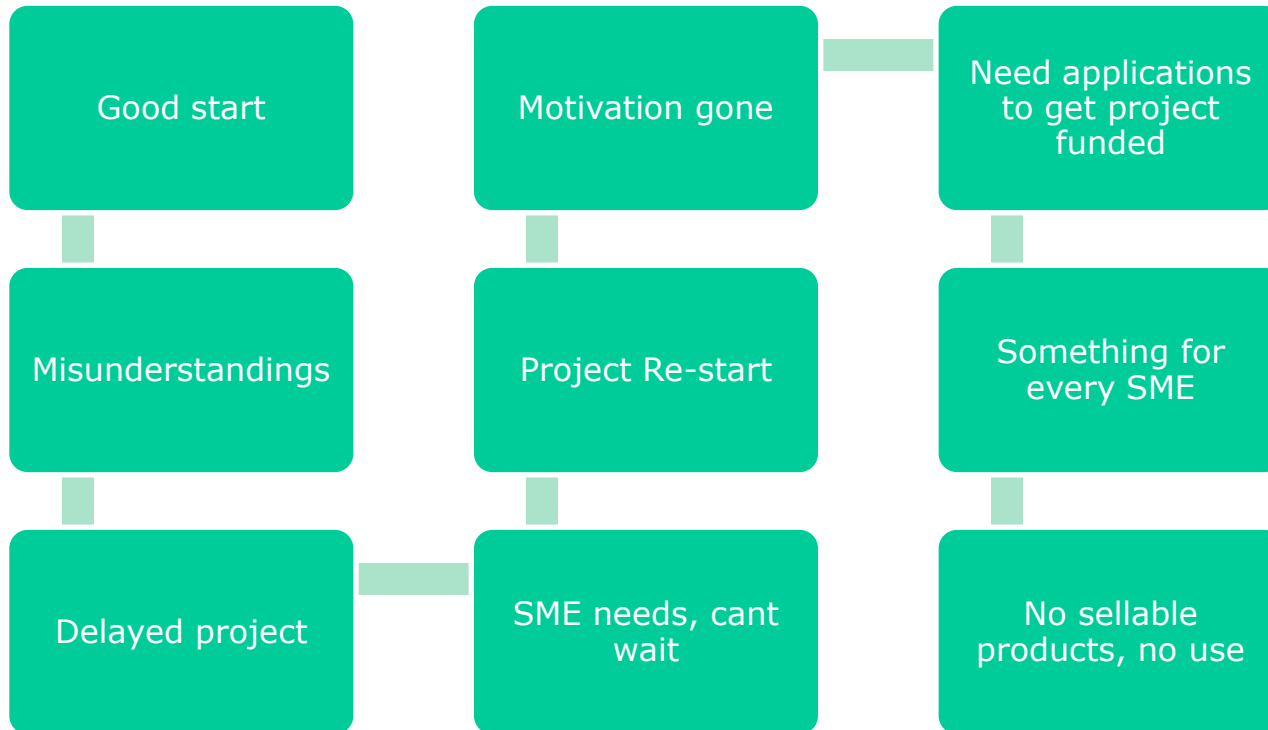 Good start
Misunderstandings
Delayed project
SME needs, cant
wait
Project Re-start
Motivation gone
Need applications
to get project
funded
Something for
every SME
No sellable
products, no use